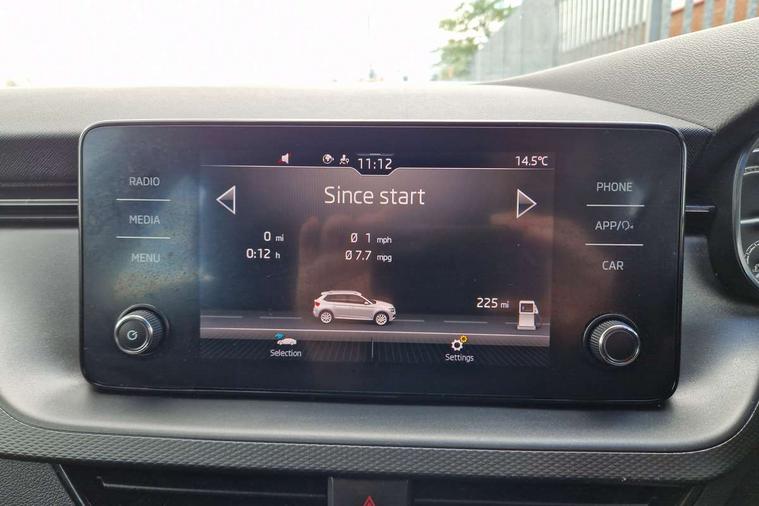 11:12
14.5°C
RADIO
MEDIA
MENU
Since start
0 mi
0:12 h
Ø 1 mph
Ø 7.7 mpg
225 mi
Selection
Settings
PHONE
APP/
CAR